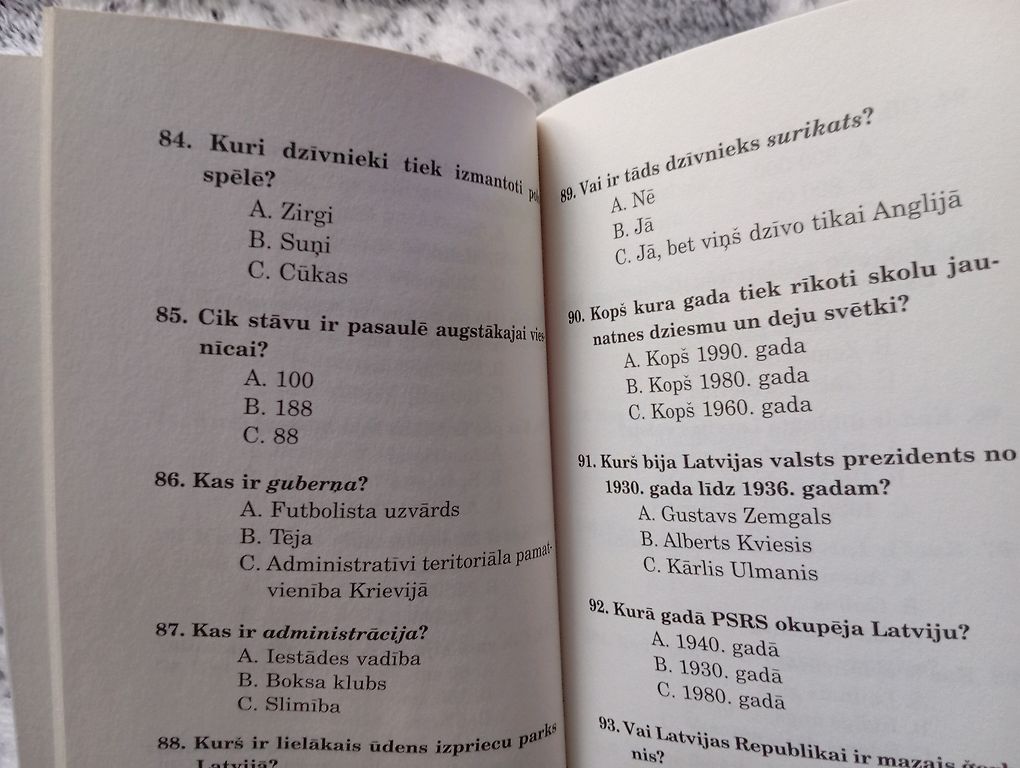 84. Kuri dzīvnieki tiek izmantoti
spēlē?
A. Zirgi
B. Suņi
C. Cūkas
85. Cik stāvu ir pasaulē augstākajai vies
nīcai?
A. 100
B. 188
C. 88
86. Kas ir guberņa?
A. Futbolista uzvārds
B. Tēja
C. Administratīvi teritoriāla pamat-
vienība Krievijā
87. Kas ir administrācija?
A. Iestādes vadība
B. Boksa klubs
C. Slimība
88. Kurš ir lielākais ūdens izpriecu parks
Latvijā?
89. Vai ir tāds dzīvnieks surikats?
A. Nē
B. Jā
C. Jā, bet viņš dzīvo tikai Anglijā
90. Kopš kura gada tiek rīkoti skolu jau-
natnes dziesmu un deju svētki?
A. Kopš 1990. gada
B. Kopš 1980. gada
C. Kopš 1960. gada
91. Kurš bija Latvijas valsts prezidents no
1930. gada līdz 1936. gadam?
A. Gustavs Zemgals
B. Alberts Kviesis
C. Kārlis Ulmanis
92. Kurā gadā PSRS okupēja Latviju?
A. 1940. gadā
B. 1930. gadā
C. 1980. gadā
93. Vai Latvijas Republikai ir mazais
nis?